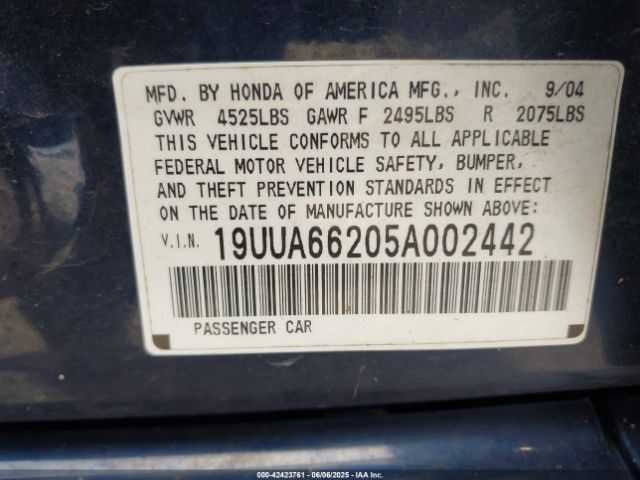 MFD. BY HONDA OF AMERICA MFG., INC. 9/04
GVWR 4525LBS GAWR F 2495LBS R 2075LBS
THIS VEHICLE CONFORMS TO ALL APPLICABLE
FEDERAL MOTOR VEHICLE SAFETY, BUMPER,
AND THEFT PREVENTION STANDARDS IN EFFECT
ON THE DATE OF MANUFACTURE SHOWN ABOVE:
V.I.N. 19UUA66205A002442
PASSENGER CAR
000-42423761 | 06/06/2025 - IAA Inc.